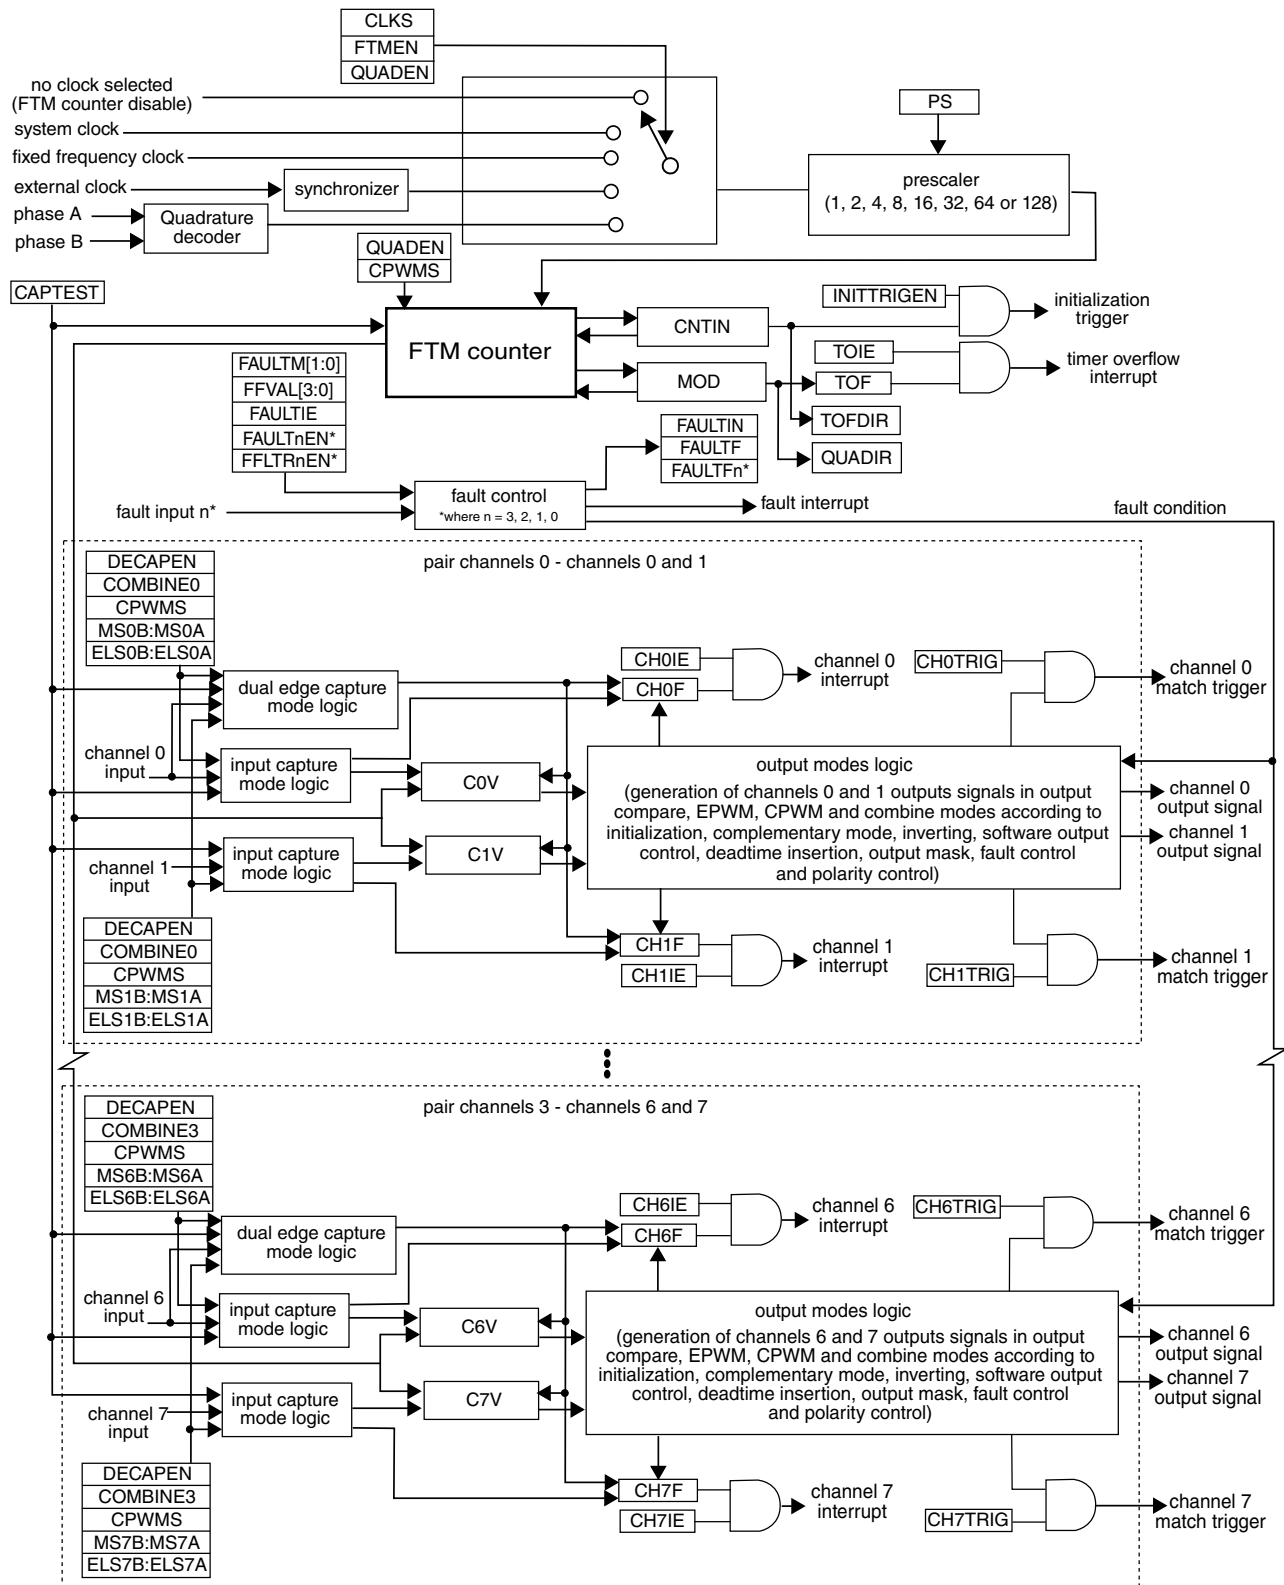 CLKS
FTMEN
QUADEN
no clock selected
(FTM counter disable)
system clock
fixed frequency clock
external clock
synchronizer
phase A
phase B
Quadrature
decoder
PS
prescaler
(1, 2, 4, 8, 16, 32, 64 or 128)
QUADEN
CPWMS
CAPTEST
FTM counter
CNTIN
MOD
INITTRIGEN
initialization
trigger
TOIE
TOF
timer overflow
interrupt
TOFDIR
QUADIR
FAULTM[1:0]
FFVAL[3:0]
FAULTIE
FAULTnEN*
FFLTRnEN*
FAULTIN
FAULTF
FAULTFn*
fault input n*
fault control
*where n = 3, 2, 1, 0
fault interrupt
fault condition
pair channels 0 - channels 0 and 1
DECAPEN
COMBINE0
CPWMS
MS0B:MS0A
ELS0B:ELS0A
dual edge capture
mode logic
channel 0
input
input capture
mode logic
C0V
C1V
channel 1
input
input capture
mode logic
DECAPEN
COMBINE0
CPWMS
MS1B:MS1A
ELS1B:ELS1A
CH0IE
CH0F
channel 0
interrupt
CH0TRIG
channel 0
match trigger
output modes logic
(generation of channels 0 and 1 outputs signals in output
compare, EPWM, CPWM and combine modes according to
initialization, complementary mode, inverting, software output
control, deadtime insertion, output mask, fault control
and polarity control)
channel 0
output signal
channel 1
output signal
CH1F
CH1IE
channel 1
interrupt
CH1TRIG
channel 1
match trigger
pair channels 3 - channels 6 and 7
DECAPEN
COMBINE3
CPWMS
MS6B:MS6A
ELS6B:ELS6A
dual edge capture
mode logic
channel 6
input
input capture
mode logic
C6V
C7V
channel 7
input
input capture
mode logic
DECAPEN
COMBINE3
CPWMS
MS7B:MS7A
ELS7B:ELS7A
CH6IE
CH6F
channel 6
interrupt
CH6TRIG
channel 6
match trigger
output modes logic
(generation of channels 6 and 7 outputs signals in output
compare, EPWM, CPWM and combine modes according to
initialization, complementary mode, inverting, software output
control, deadtime insertion, output mask, fault control
and polarity control)
channel 6
output signal
channel 7
output signal
CH7F
CH7IE
channel 7
interrupt
CH7TRIG
channel 7
match trigger